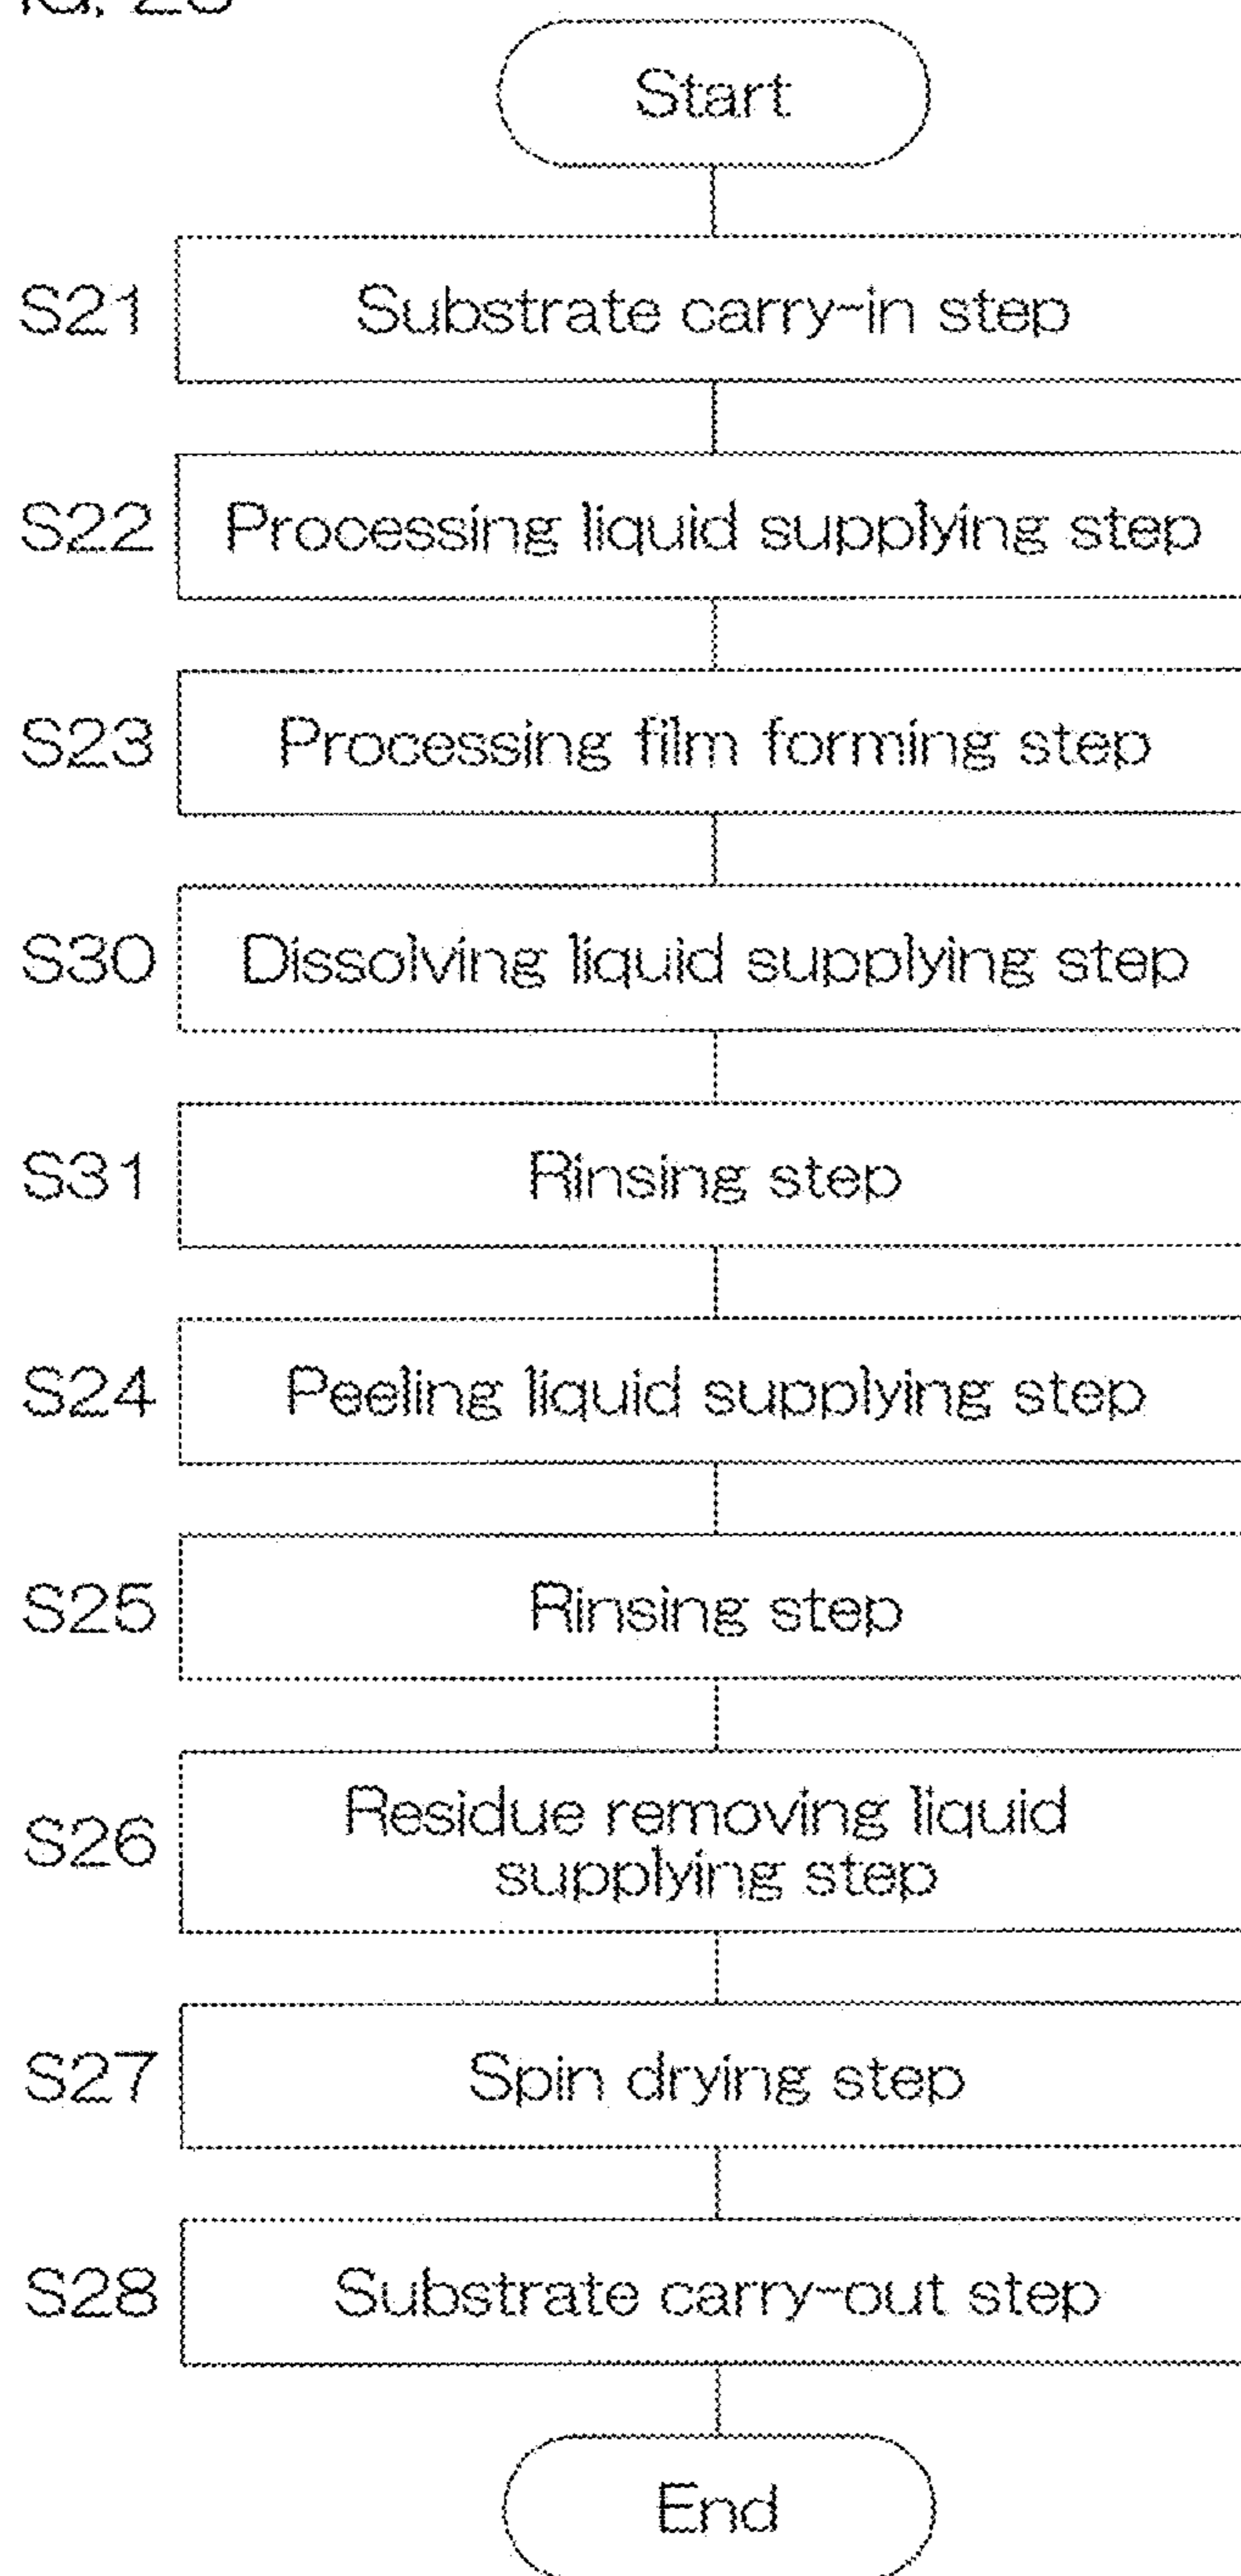 Start
S21 Substrate carry-in step
S22 Processing liquid supplying step
S23 Processing film forming step
S30 Dissolving liquid supplying step
S31 Rinsing step
S24 Peeling liquid supplying step
S25 Rinsing step
S26 Residue removing liquid
supplying step
S27 Spin drying step
S28 Substrate carry-out step
End